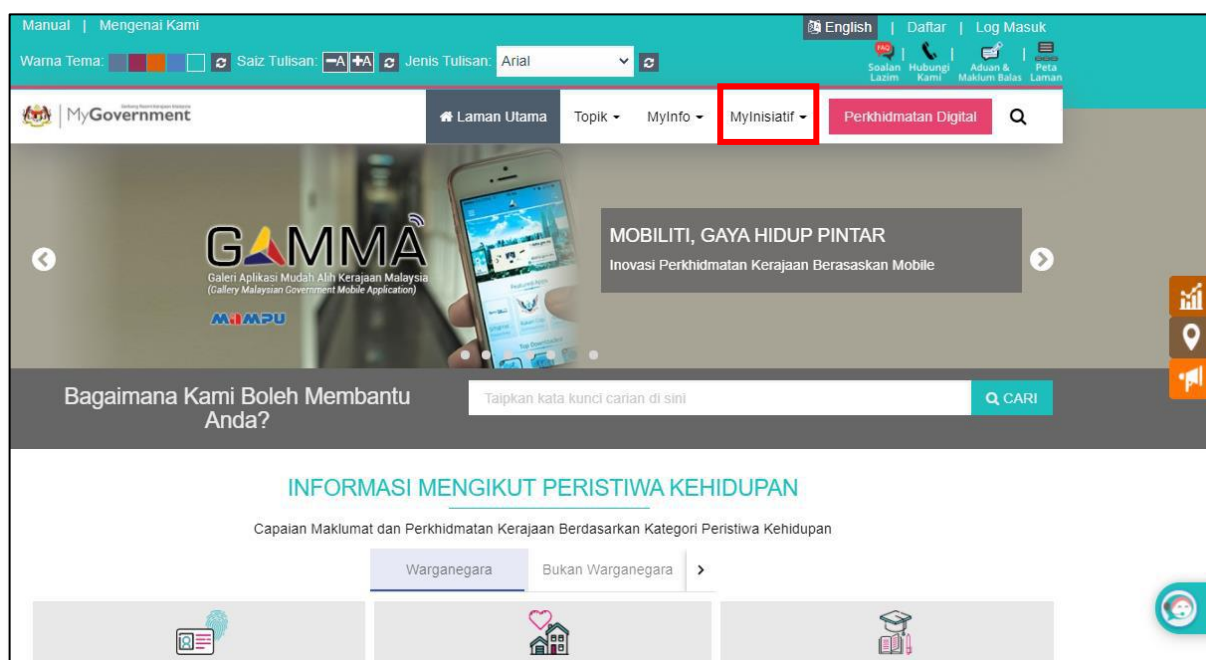 Manual | Mengenai Kami
English | Daftar | Log Masuk
Warna Tema: Saiz Tulisan: -A +A Jenis Tulisan: Arial
FAQ
Soalan Lazim
Hubungi Kami
Aduan & Maklum Balas
Peta Laman
MyGovernment
Laman Utama Topik MyInfo MyInisiatif Perkhidmatan Digital
GAMMA
Galeri Aplikasi Mudah Alih Kerajaan Malaysia
(Gallery Malaysian Government Mobile Application)
MAMPU
MOBILITI, GAYA HIDUP PINTAR
Inovasi Perkhidmatan Kerajaan Berasaskan Mobile
Bagaimana Kami Boleh Membantu
Anda?
Taipkan kata kunci carian di sini
CARI
INFORMASI MENGIKUT PERISTIWA KEHIDUPAN
Capaian Maklumat dan Perkhidmatan Kerajaan Berdasarkan Kategori Peristiwa Kehidupan
Warganegara Bukan Warganegara